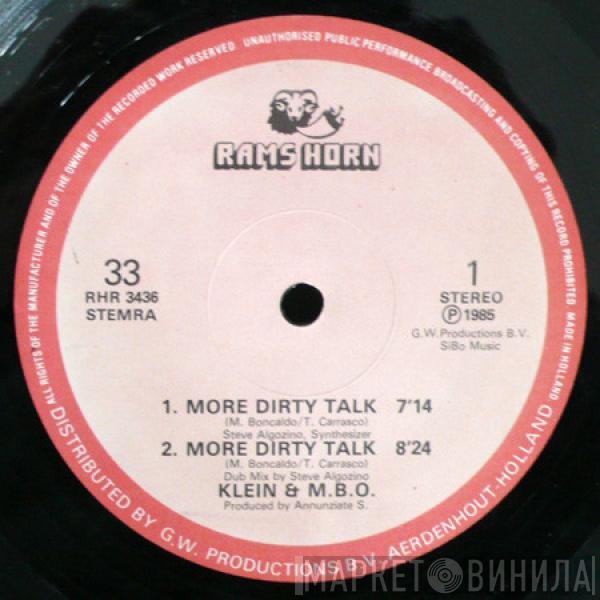 ALL RIGHTS OF THE MANUFACTURER AND OF THE OWNER OF THE RECORDED WORK RESERVED. UNAUTHORISED PUBLIC PERFORMANCE BROADCASTING AND COPYING OF THIS RECORD PROHIBITED. MADE IN HOLLAND
RAMS HORN
33
RHR 3436
STEMRA
1
STEREO
Ⓟ 1985
G.W. Productions B.V.
SiBo Music
1. MORE DIRTY TALK 7'14
(M. Boncaldo/T. Carrasco)
Steve Algozino, Synthesizer
2. MORE DIRTY TALK 8'24
(M. Boncaldo/T. Carrasco)
Dub Mix by Steve Algozino
KLEIN & M.B.O.
Produced by Annunziate S.
DISTRIBUTED BY G.W. PRODUCTIONS B.V. AERDENHOUT-HOLLAND
МАРКЕТ ВИНИЛА